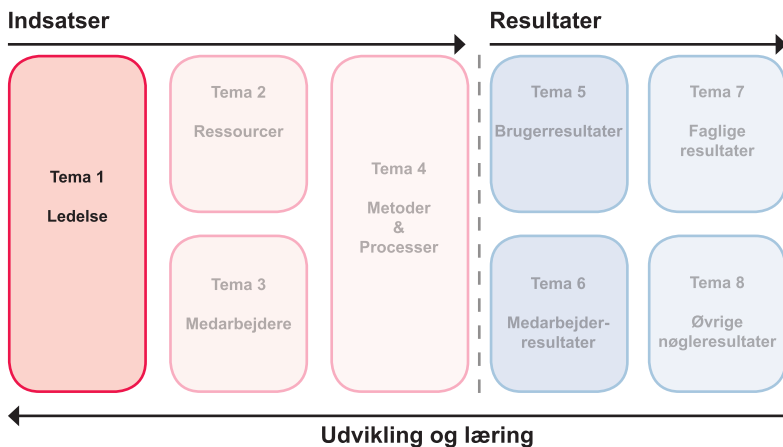 Indsatser
Resultater
Tema 1
Ledelse
Tema 2
Ressourcer
Tema 3
Medarbejdere
Tema 4
Metoder
&
Processer
Tema 5
Brugerresultater
Tema 6
Medarbejder-
resultater
Tema 7
Faglige
resultater
Tema 8
Øvrige
nøgleresultater
Udvikling og læring